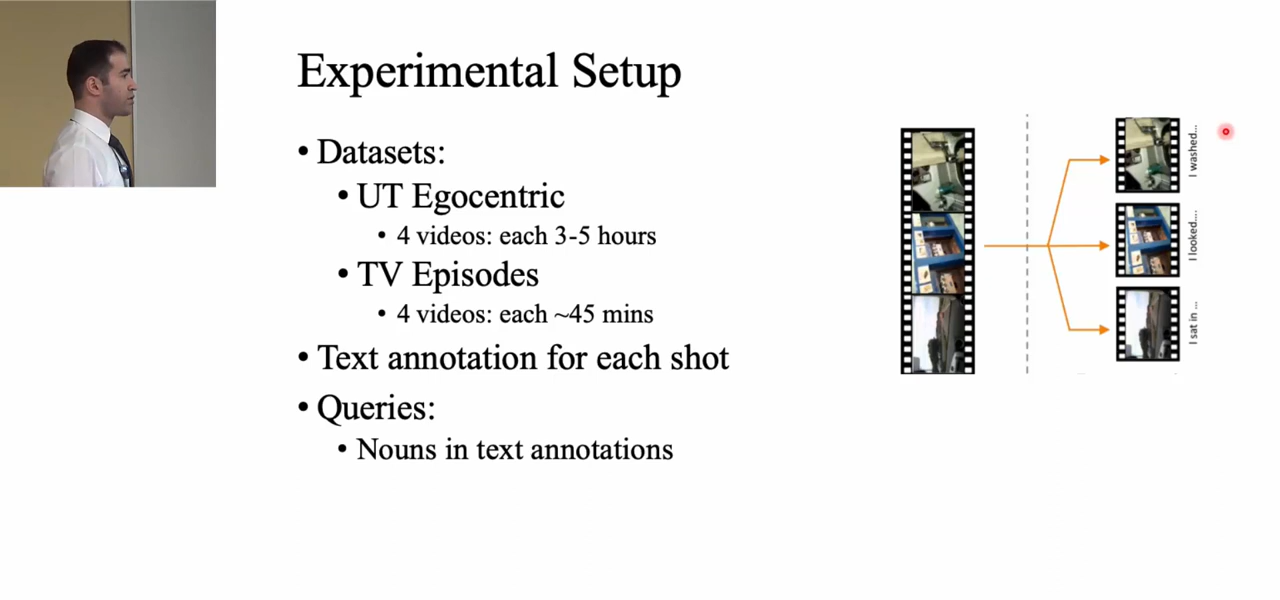 Experimental Setup
• Datasets:
• UT Egocentric
• 4 videos: each 3-5 hours
• TV Episodes
• 4 videos: each ~45 mins
• Text annotation for each shot
• Queries:
• Nouns in text annotations
I washed...
I looked....
I sat in ...